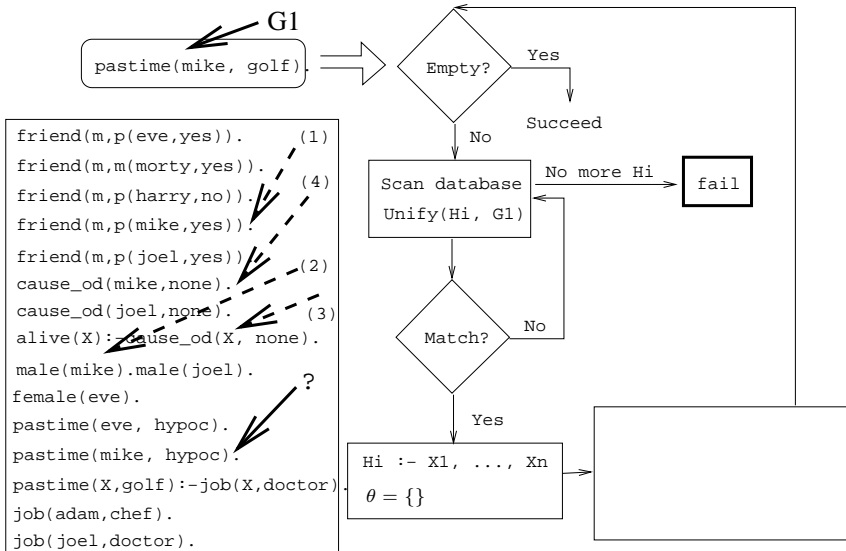 G1
pastime(mike, golf).
Empty?
Yes
Succeed
No
Scan database
Unify(Hi, G1)
No more Hi
fail
Match?
No
Yes
Hi :- X1, ..., Xn
θ = {}
friend(m,p(eve,yes)). (1)
friend(m,m(morty,yes)).
friend(m,p(harry,no)). (4)
friend(m,p(mike,yes)).
friend(m,p(joel,yes)).
cause_od(mike,none). (2)
cause_od(joel,none). (3)
alive(X):-cause_od(X, none).
male(mike).male(joel).
female(eve). ?
pastime(eve, hypoc).
pastime(mike, hypoc).
pastime(X,golf):-job(X,doctor).
job(adam,chef).
job(joel,doctor).